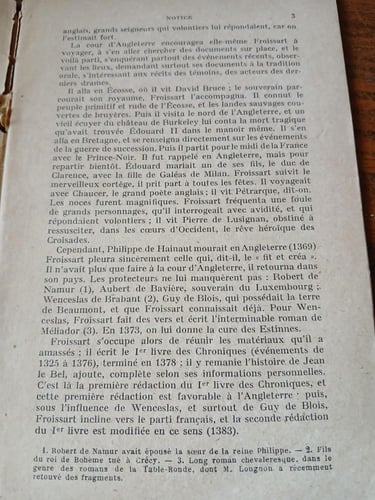 NOTICE 3
anglais, grands seigneurs qui volontiers lui répondaient, car on
l'estimait fort.
La cour d'Angleterre encouragea elle-même Froissart à
voyager, à s'en aller chercher des documents sur place, et le
voilà parti, s'enquérant partout des événements récents, obser-
vant les lieux, demandant surtout ses documents à la tradition
orale, s'intéressant aux récits des témoins, des acteurs des der-
niers drames.
Il alla en Écosse, où il vit David Bruce ; le souverain par-
courait son royaume, Froissart l'accompagna. Il connut le
peuple primitif et rude de l'Écosse, et les landes sauvages cou-
vertes de bruyères. Puis il visita le nord de l'Angleterre, et un
vieil écuyer du château de Burkeley lui conta la mort tragique
qu'avait trouvée Édouard II dans le manoir même. Il s'en
alla en Bretagne, et se renseigna directement sur les événements
de la guerre de succession. Puis il partit pour le midi de la France
avec le Prince-Noir. Il fut rappelé en Angleterre, mais pour
repartir bientôt. Edouard mariait un de ses fils, le duc de
Clarence, avec la fille de Galéas de Milan. Froissart suivit le
merveilleux cortège, il prit part à toutes les fêtes. Il voyageait
avec Chaucer, le grand poète anglais ; il vit Pétrarque, dit-on.
Les noces furent magnifiques. Froissart fréquenta une foule
de grands personnages, qu'il interrogeait avec avidité, et qui
répondaient volontiers ; il vit Pierre de Lusignan, obstiné à
ressusciter, dans les cœurs d'Occident, le rêve héroïque des
Croisades.
Cependant, Philippe de Hainaut mourait en Angleterre (1369)
Froissart pleura sincèrement celle qui, dit-il, le « fit et créa ».
Il n'avait plus que faire à la cour d'Angleterre, il retourna dans
son pays. Les protecteurs ne lui manquèrent pas : Robert de
Namur (1), Aubert de Bavière, souverain du Luxembourg ;
Wenceslas de Brabant (2), Guy de Blois, qui possédait la terre
de Beaumont, et que Froissart connaissait déjà. Pour Wen-
ceslas, Froissart fait des vers et écrit l'interminable roman de
Méliador (3). En 1373, on lui donne la cure des Estinnes.
Froissart s'occupe alors de réunir les matériaux qu'il a
amassés ; il écrit le Ier livre des Chroniques (événements de
1325 à 1376), terminé en 1378 ; il y remanie l'histoire de Jean
le Bel, ajoute, complète selon ses informations personnelles.
C'est là la première rédaction du Ier livre des Chroniques, et
cette première rédaction est favorable à l'Angleterre ; puis,
sous l'influence de Wenceslas, et surtout de Guy de Blois,
Froissart incline vers le parti français, et la seconde rédaction
du Ier livre est modifiée en ce sens (1383).
1. Robert de Namur avait épousé la sœur de la reine Philippe. — 2. Fils
du roi de Bohème tué à Crécy. — 3. Long roman chevaleresque, dans le
genre des romans de la Table-Ronde, dont M. Lougnon a récemment
retrouvé des fragments.